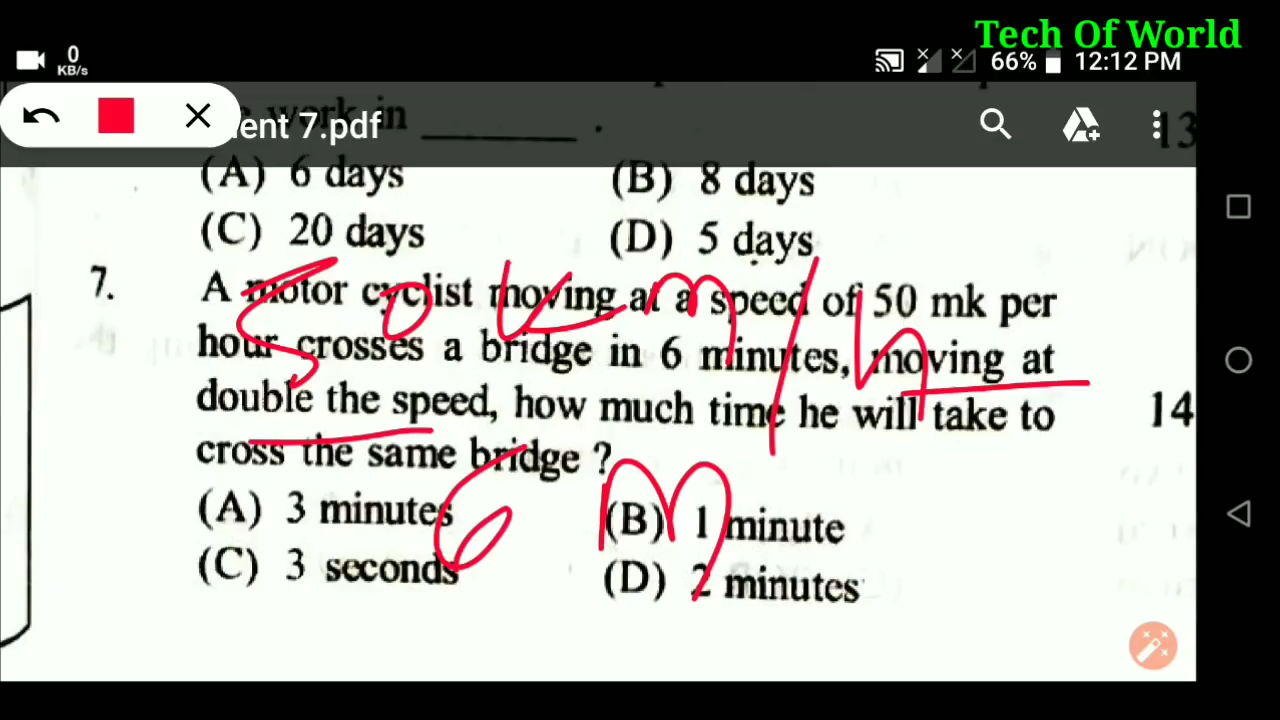 Tech Of World
0
KB/s
66% 12:12 PM
work in
ent 7.pdf
13
(A) 6 days (B) 8 days
(C) 20 days (D) 5 days
7. A motor cyclist moving at a speed of 50 mk per
hour crosses a bridge in 6 minutes, moving at
double the speed, how much time he will take to
14
cross the same bridge ?
(A) 3 minutes (B) 1 minute
(C) 3 seconds (D) 2 minutes
50 km/h
6 m